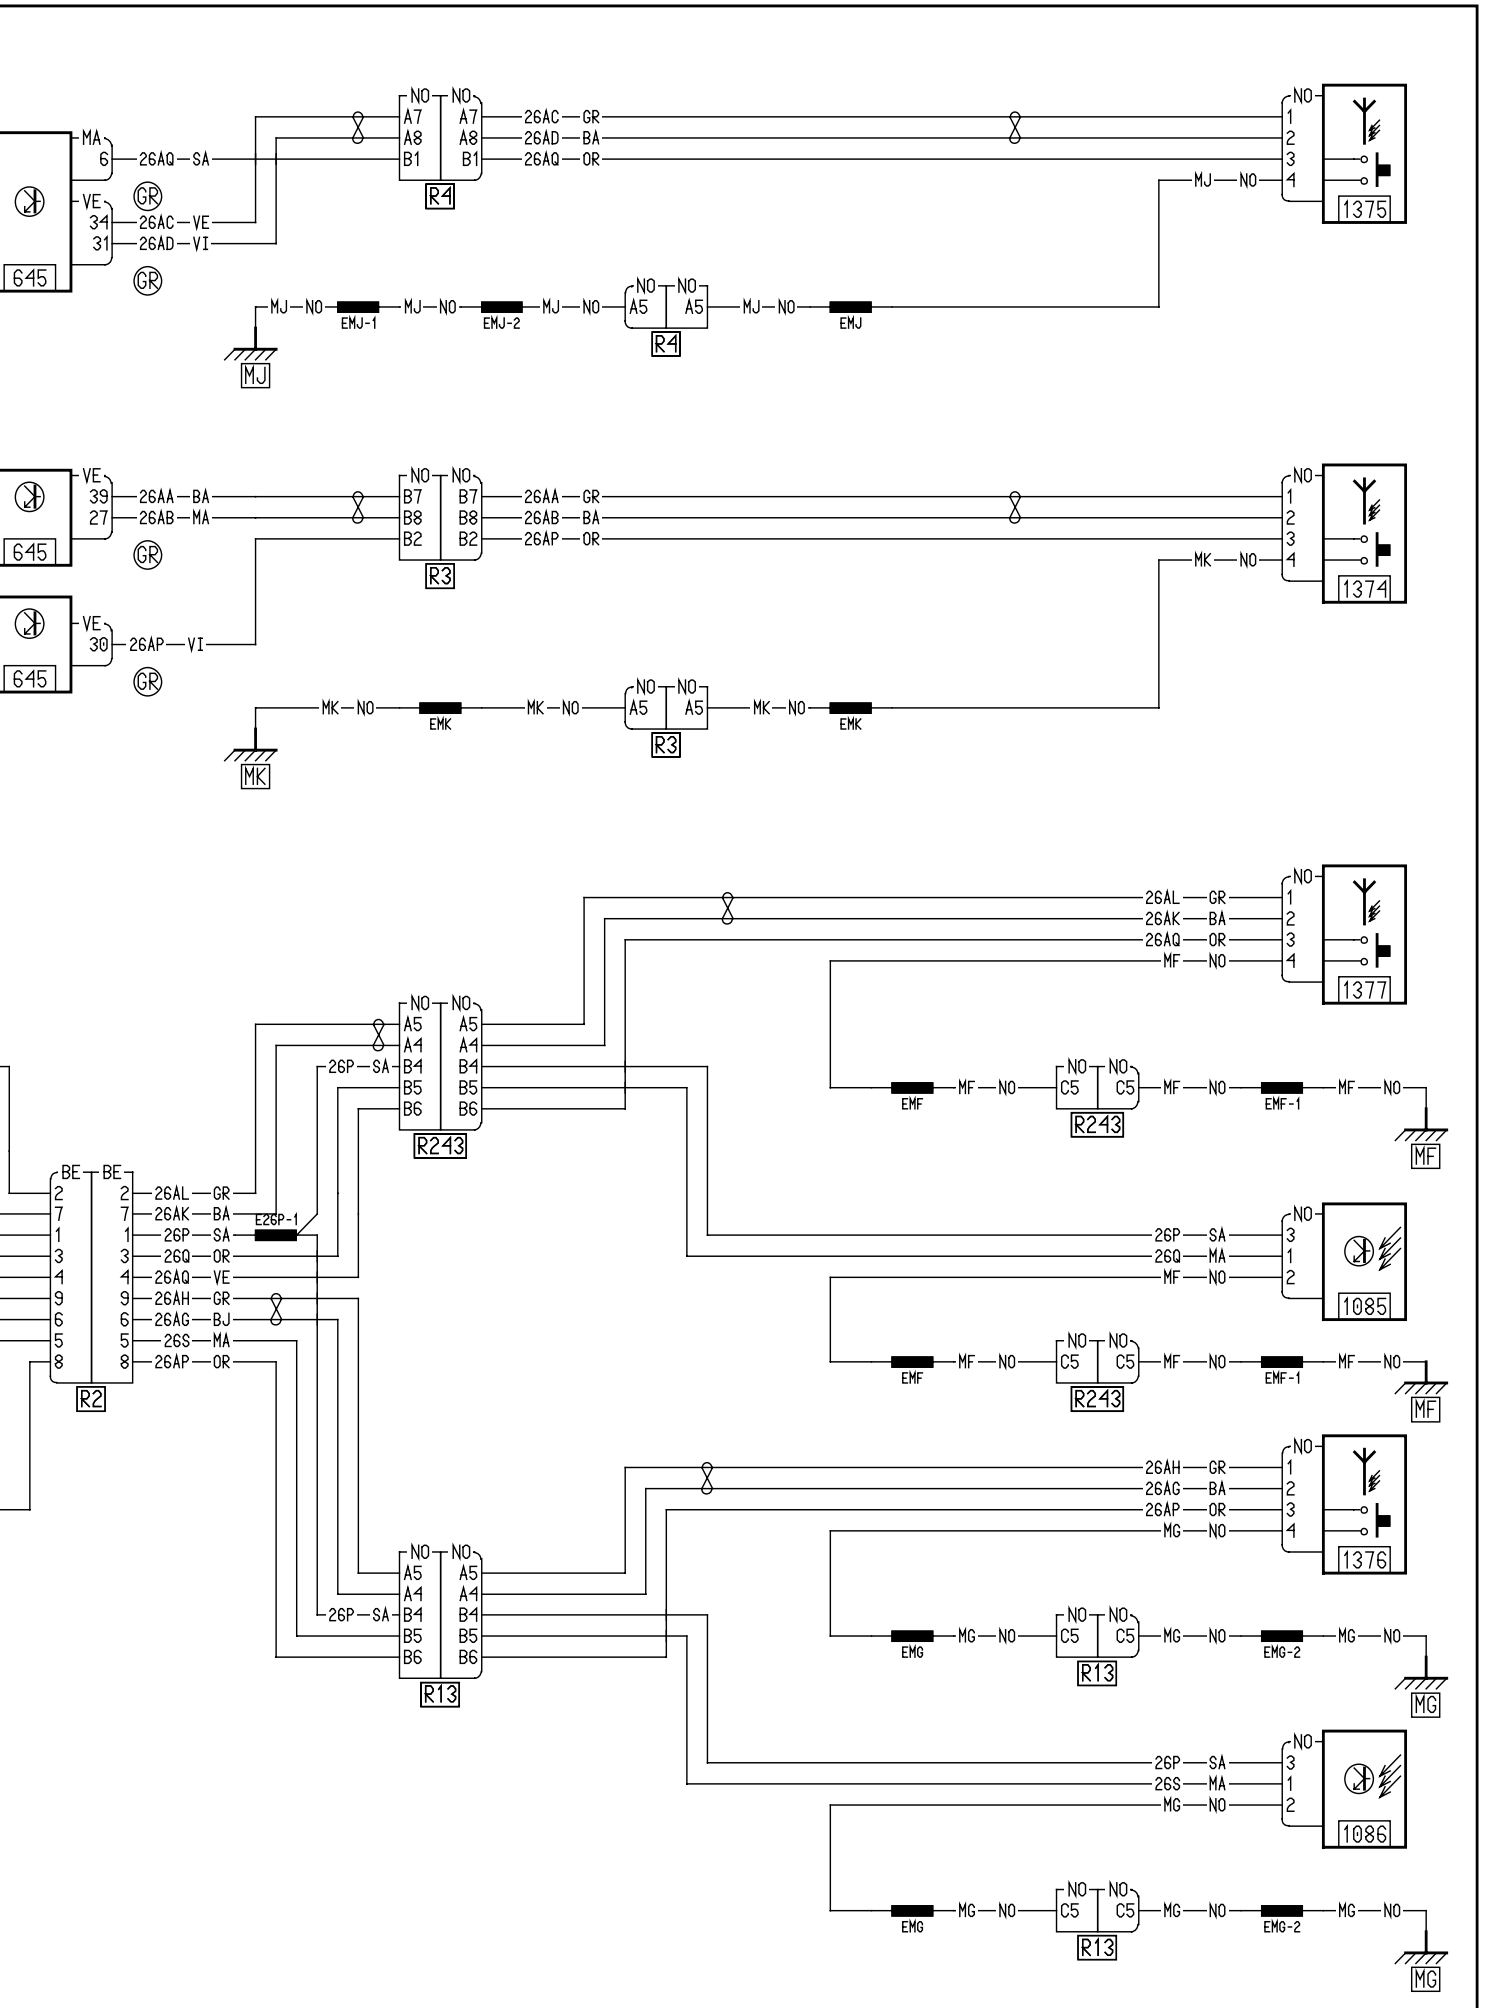 NO NO NO
MA A7 A7 26AC GR 1
A8 A8 26AD BA 2
6 26AQ SA B1 B1 26AQ OR 3
MJ NO 4
GR R4
VE 1375
34 26AC VE
31 26AD VI
645 GR
NO NO
MJ NO MJ NO MJ NO A5 A5 MJ NO
EMJ-1 EMJ-2 EMJ
R4
MJ
VE NO NO NO
39 26AA BA B7 B7 26AA GR 1
27 26AB MA B8 B8 26AB BA 2
B2 B2 26AP OR 3
645 GR MK NO 4
R3 1374
VE
30 26AP VI
645 GR
NO NO
MK NO MK NO A5 A5 MK NO
EMK EMK
R3
MK
NO
26AL GR 1
26AK BA 2
26AQ OR 3
MF NO 4
1377
NO NO
A5 A5
A4 A4
26P SA B4 B4
B5 B5
B6 B6
R243
NO NO
MF NO C5 C5 MF NO MF NO
EMF EMF-1
R243
MF
BE BE
2 2 26AL GR
7 7 26AK BA
E26P-1
1 1 26P SA
3 3 26Q OR
4 4 26AQ VE
9 9 26AH GR
6 6 26AG BJ
5 5 26S MA
8 8 26AP OR
R2
NO
26P SA 3
26Q MA 1
MF NO 2
1085
NO NO
MF NO C5 C5 MF NO MF NO
EMF EMF-1
R243
MF
NO
26AH GR 1
26AG BA 2
26AP OR 3
MG NO 4
1376
NO NO
A5 A5
A4 A4
26P SA B4 B4
B5 B5
B6 B6
R13
NO NO
MG NO C5 C5 MG NO MG NO
EMG EMG-2
R13
MG
NO
26P SA 3
26S MA 1
MG NO 2
1086
NO NO
MG NO C5 C5 MG NO MG NO
EMG EMG-2
R13
MG